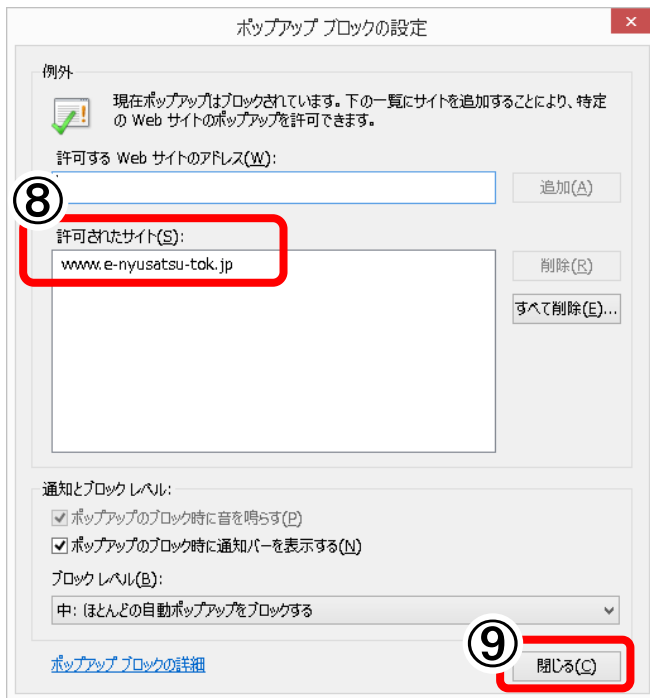 ポップアップ ブロックの設定
×
例外
現在ポップアップはブロックされています。下の一覧にサイトを追加することにより、特定
の Web サイトのポップアップを許可できます。
許可する Web サイトのアドレス(W):
追加(A)
⑧
許可されたサイト(S):
www.e-nyusatsu-tok.jp
削除(R)
すべて削除(E)...
通知とブロック レベル:
ポップアップのブロック時に音を鳴らす(P)
ポップアップのブロック時に通知バーを表示する(N)
ブロック レベル(B):
中: ほとんどの自動ポップアップをブロックする
⑨
ポップアップ ブロックの詳細
閉じる(C)